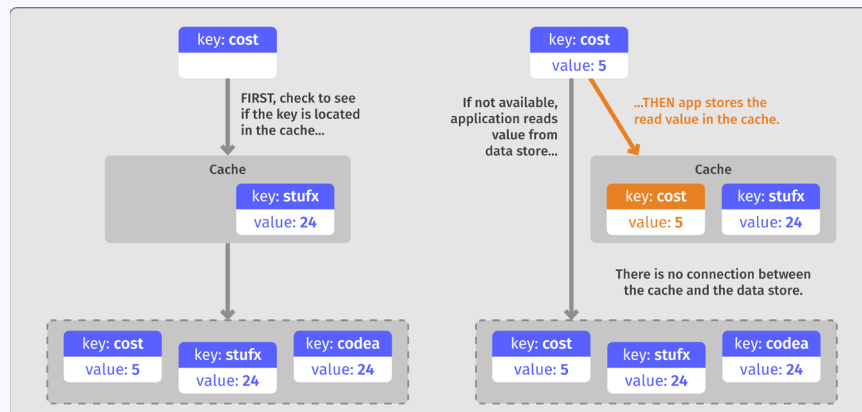 key: cost
FIRST, check to see
if the key is located
in the cache...
Cache
key: stufx
value: 24
key: cost
value: 5
key: stufx
value: 24
key: codea
value: 24
key: cost
value: 5
If not available,
application reads
value from
data store...
...THEN app stores the
read value in the cache.
Cache
key: cost
value: 5
key: stufx
value: 24
There is no connection between
the cache and the data store.
key: cost
value: 5
key: stufx
value: 24
key: codea
value: 24